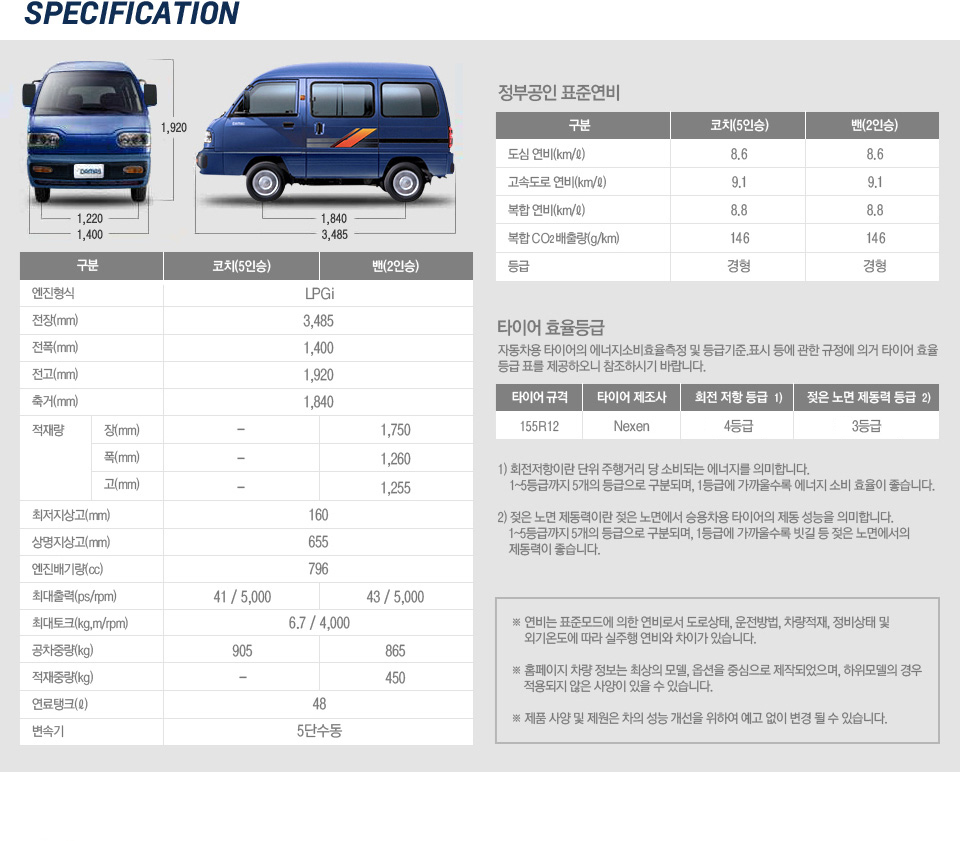 SPECIFICATION
DAMAS
1,920
1,220
1,400
1,840
3,485
구분 코치(5인승) 밴(2인승)
엔진형식 LPGi
전장(mm) 3,485
전폭(mm) 1,400
전고(mm) 1,920
축거(mm) 1,840
적재량 장(mm) – 1,750
폭(mm) – 1,260
고(mm) – 1,255
최저지상고(mm) 160
상명지상고(mm) 655
엔진배기량(cc) 796
최대출력(ps/rpm) 41 / 5,000 43 / 5,000
최대토크(kg,m/rpm) 6.7 / 4,000
공차중량(kg) 905 865
적재중량(kg) – 450
연료탱크(ℓ) 48
변속기 5단수동
정부공인 표준연비
구분 코치(5인승) 밴(2인승)
도심 연비(km/ℓ) 8.6 8.6
고속도로 연비(km/ℓ) 9.1 9.1
복합 연비(km/ℓ) 8.8 8.8
복합 CO2 배출량(g/km) 146 146
등급 경형 경형
타이어 효율등급
자동차용 타이어의 에너지소비효율측정 및 등급기준.표시 등에 관한 규정에 의거 타이어 효율
등급 표를 제공하오니 참조하시기 바랍니다.
타이어 규격 타이어 제조사 회전 저항 등급 1) 젖은 노면 제동력 등급 2)
155R12 Nexen 4등급 3등급
1) 회전저항이란 단위 주행거리 당 소비되는 에너지를 의미합니다.
1~5등급까지 5개의 등급으로 구분되며, 1등급에 가까울수록 에너지 소비 효율이 좋습니다.
2) 젖은 노면 제동력이란 젖은 노면에서 승용차용 타이어의 제동 성능을 의미합니다.
1~5등급까지 5개의 등급으로 구분되며, 1등급에 가까울수록 빗길 등 젖은 노면에서의
제동력이 좋습니다.
※ 연비는 표준모드에 의한 연비로서 도로상태, 운전방법, 차량적재, 정비상태 및
외기온도에 따라 실주행 연비와 차이가 있습니다.
※ 홈페이지 차량 정보는 최상의 모델, 옵션을 중심으로 제작되었으며, 하위모델의 경우
적용되지 않은 사양이 있을 수 있습니다.
※ 제품 사양 및 제원은 차의 성능 개선을 위하여 예고 없이 변경 될 수 있습니다.